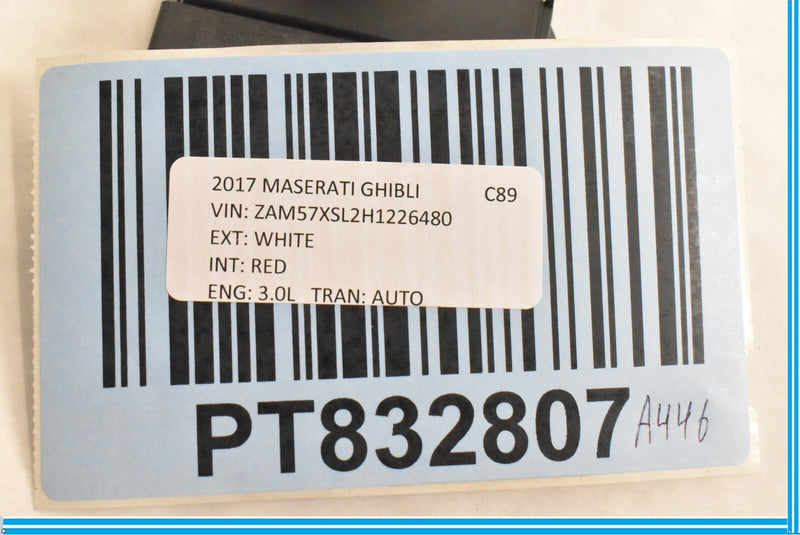 2017 MASERATI GHIBLI C89
VIN: ZAM57XSL2H1226480
EXT: WHITE
INT: RED
ENG: 3.0L TRAN: AUTO
PT832807 A446